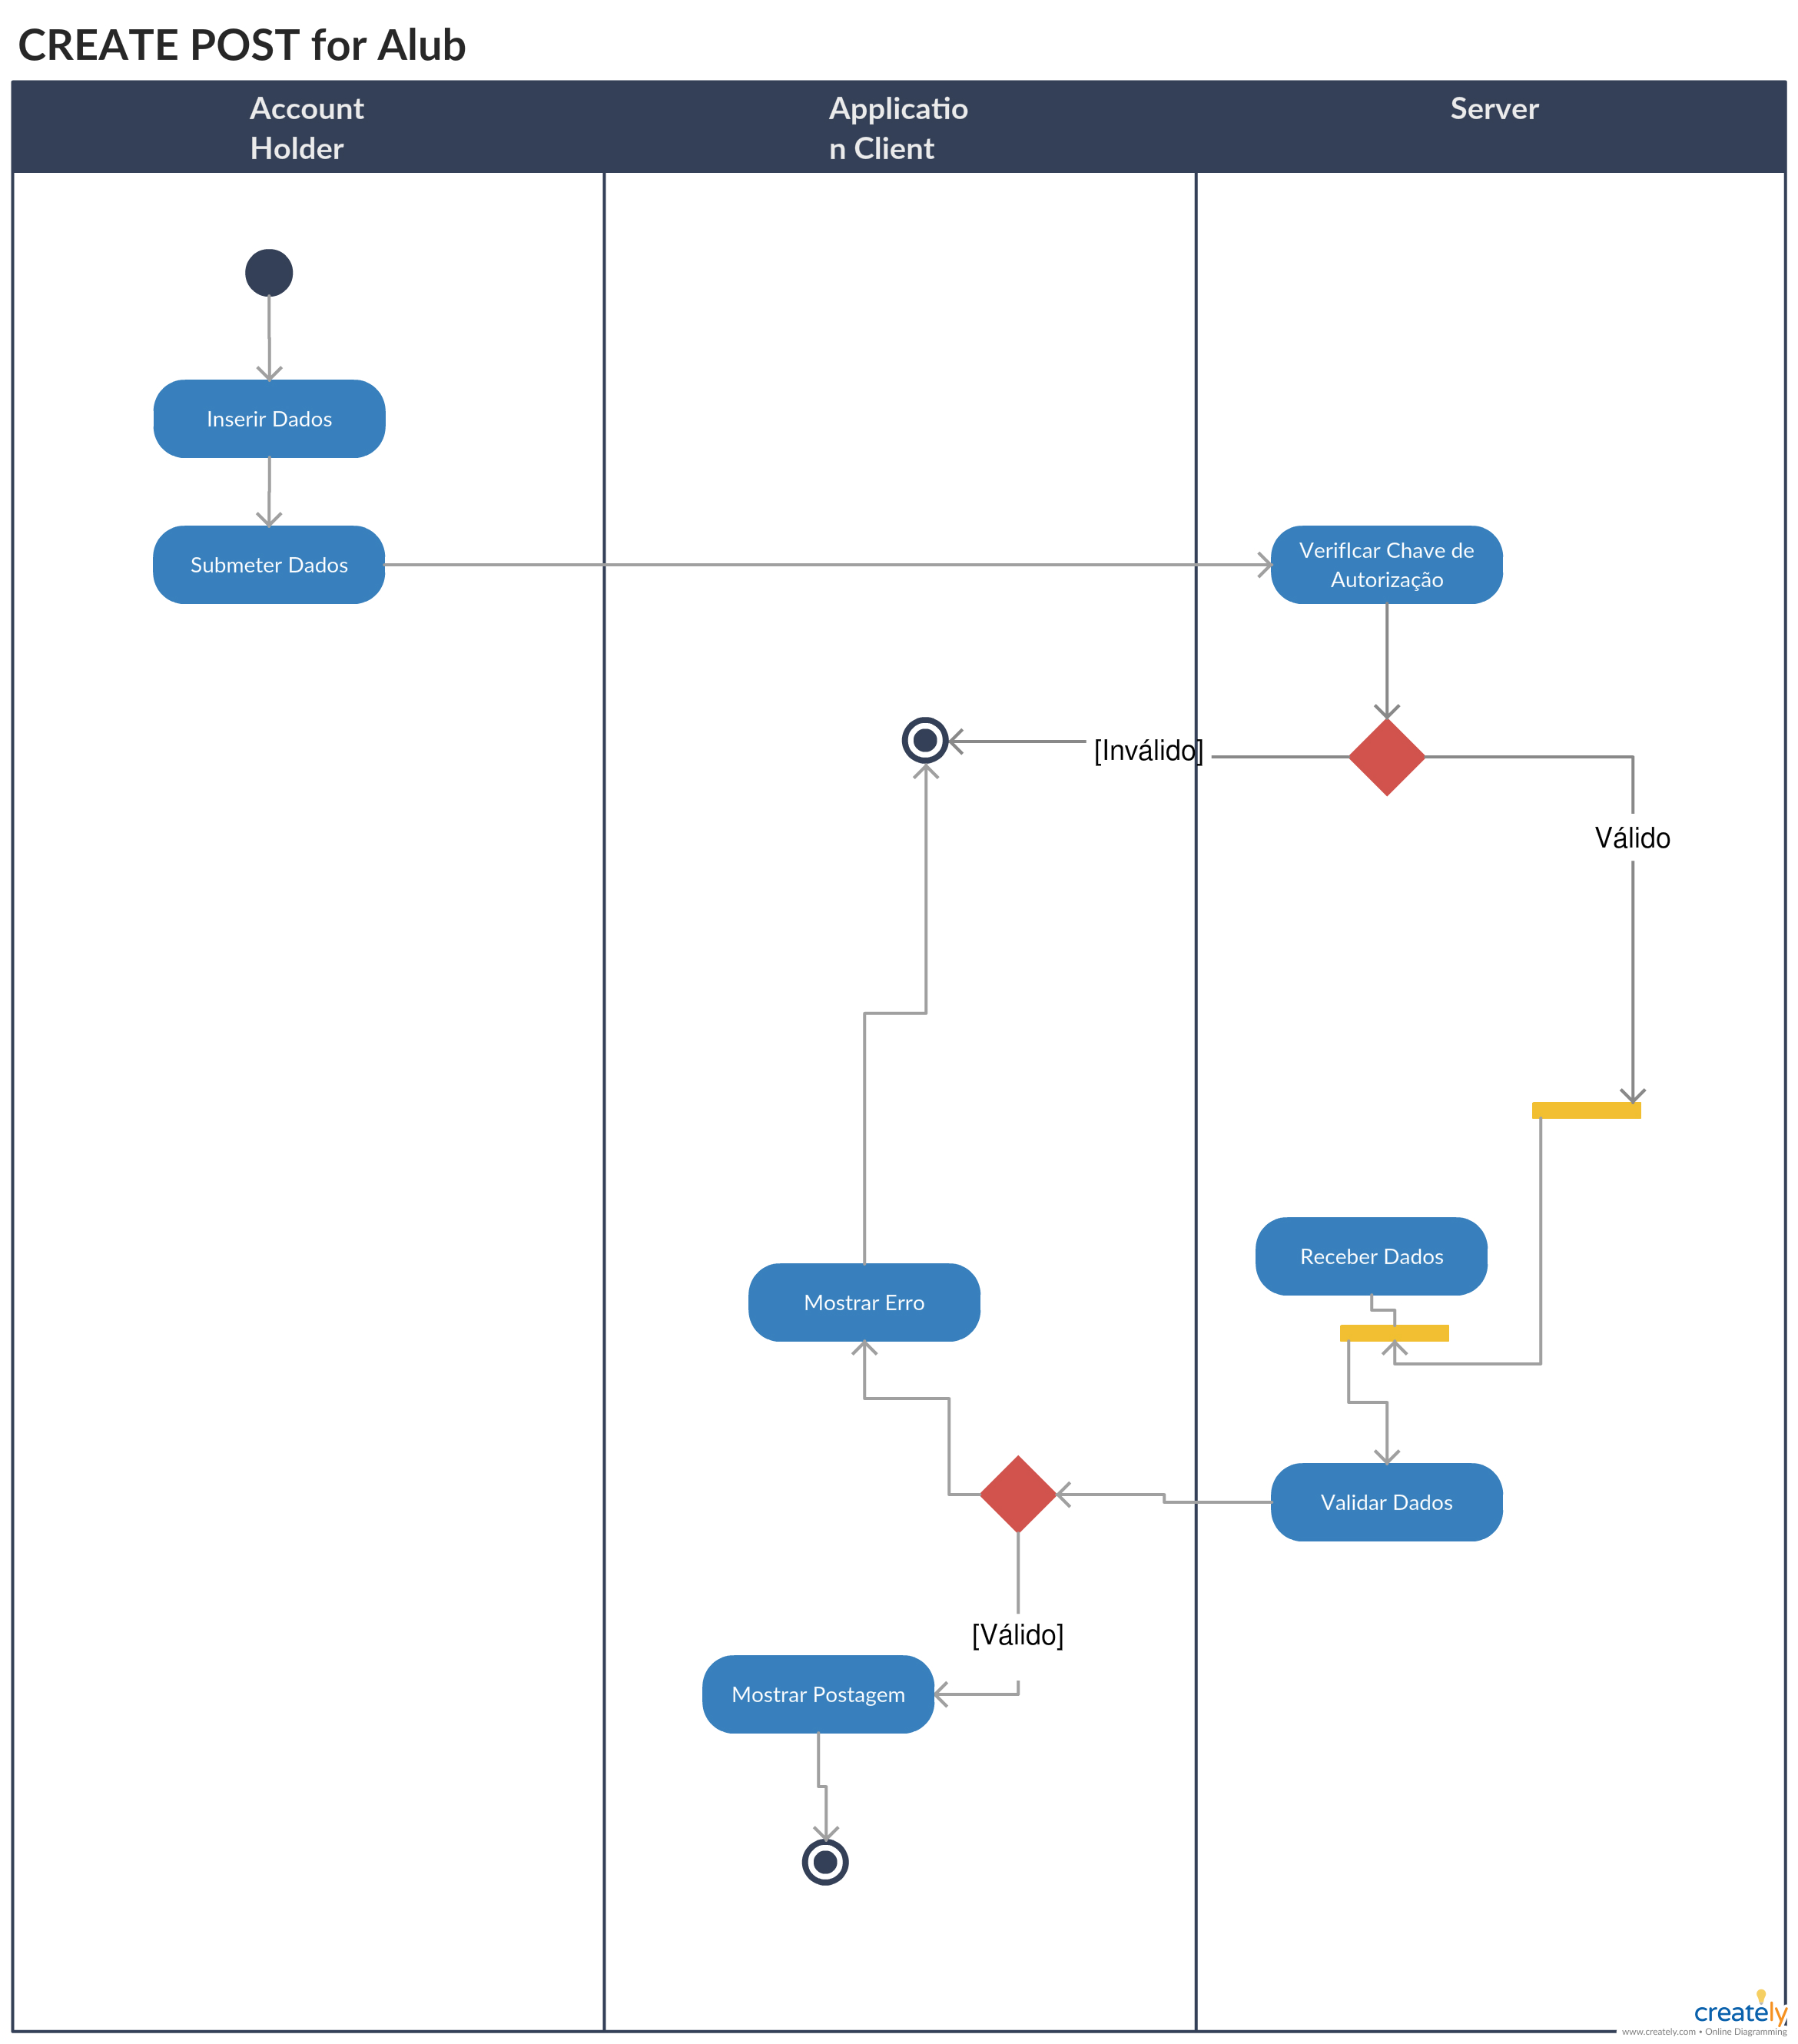 CREATE POST for Alub
Account
Holder
Applicatio
n Client
Server
Inserir Dados
Submeter Dados
VerifIcar Chave de
Autorização
[Inválido]
Válido
Receber Dados
Mostrar Erro
Validar Dados
[Válido]
Mostrar Postagem
creately
www.creately.com • Online Diagramming